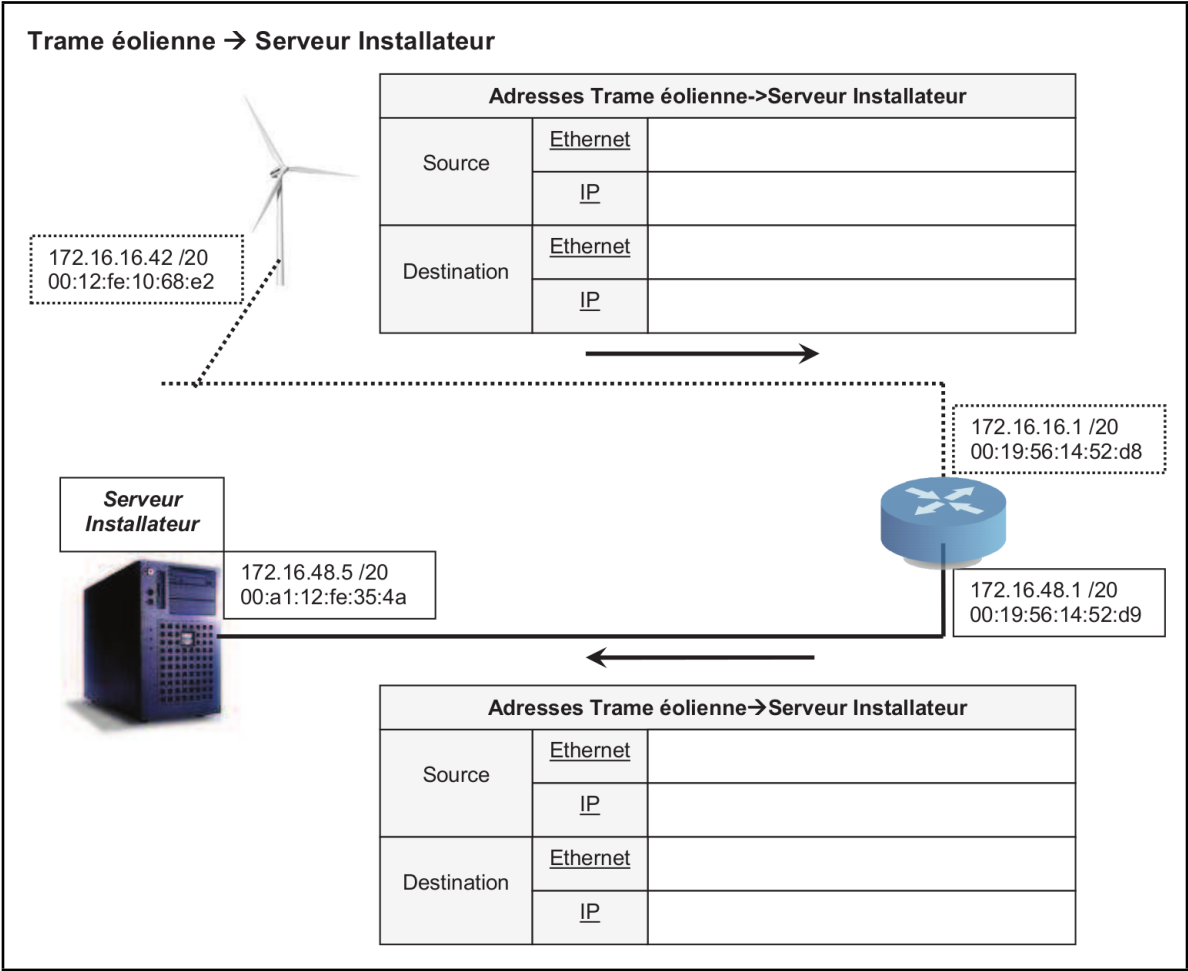 Trame éolienne → Serveur Installateur
Adresses Trame éolienne->Serveur Installateur
Source
Ethernet
IP
Destination
Ethernet
IP
172.16.16.42 /20
00:12:fe:10:68:e2
172.16.16.1 /20
00:19:56:14:52:d8
Serveur
Installateur
172.16.48.5 /20
00:a1:12:fe:35:4a
172.16.48.1 /20
00:19:56:14:52:d9
Adresses Trame éolienne→Serveur Installateur
Source
Ethernet
IP
Destination
Ethernet
IP